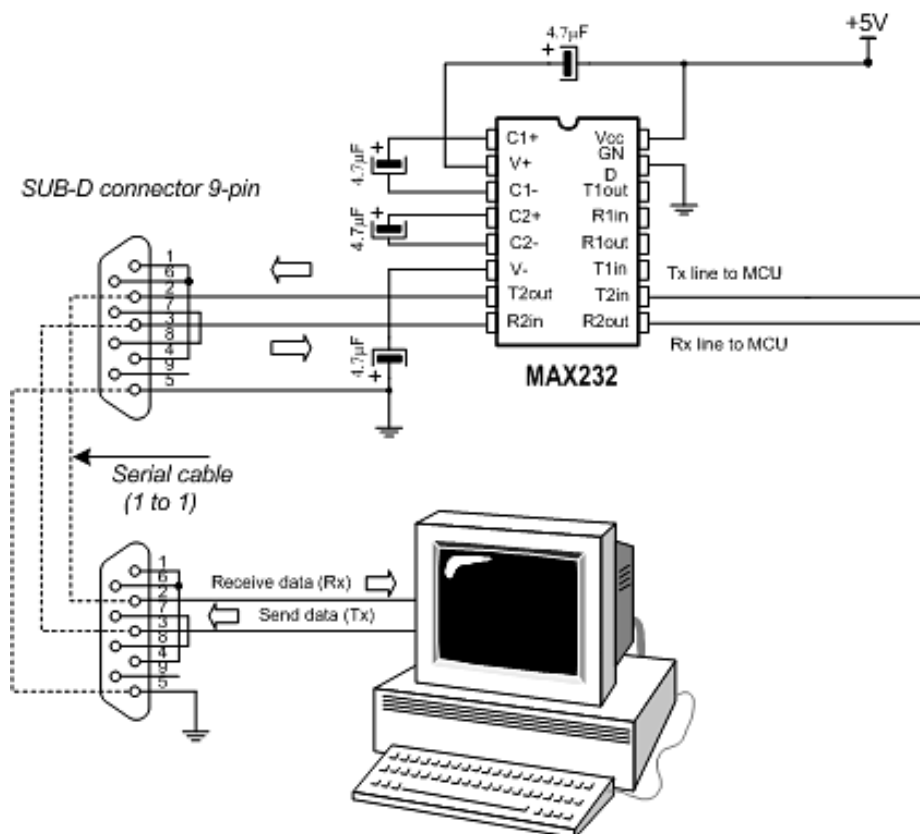 4.7µF
+5V
+
C1+
Vcc
+
4.7µF
V+
GN
D
C1-
T1out
SUB-D connector 9-pin
+
4.7µF
C2+
R1in
C2-
R1out
V-
T1in
Tx line to MCU
T2out
T2in
R2in
R2out
Rx line to MCU
1
6
2
7
3
8
4
9
5
4.7µF
+
MAX232
Serial cable
(1 to 1)
1
6
2
7
3
8
4
9
5
Receive data (Rx)
Send data (Tx)